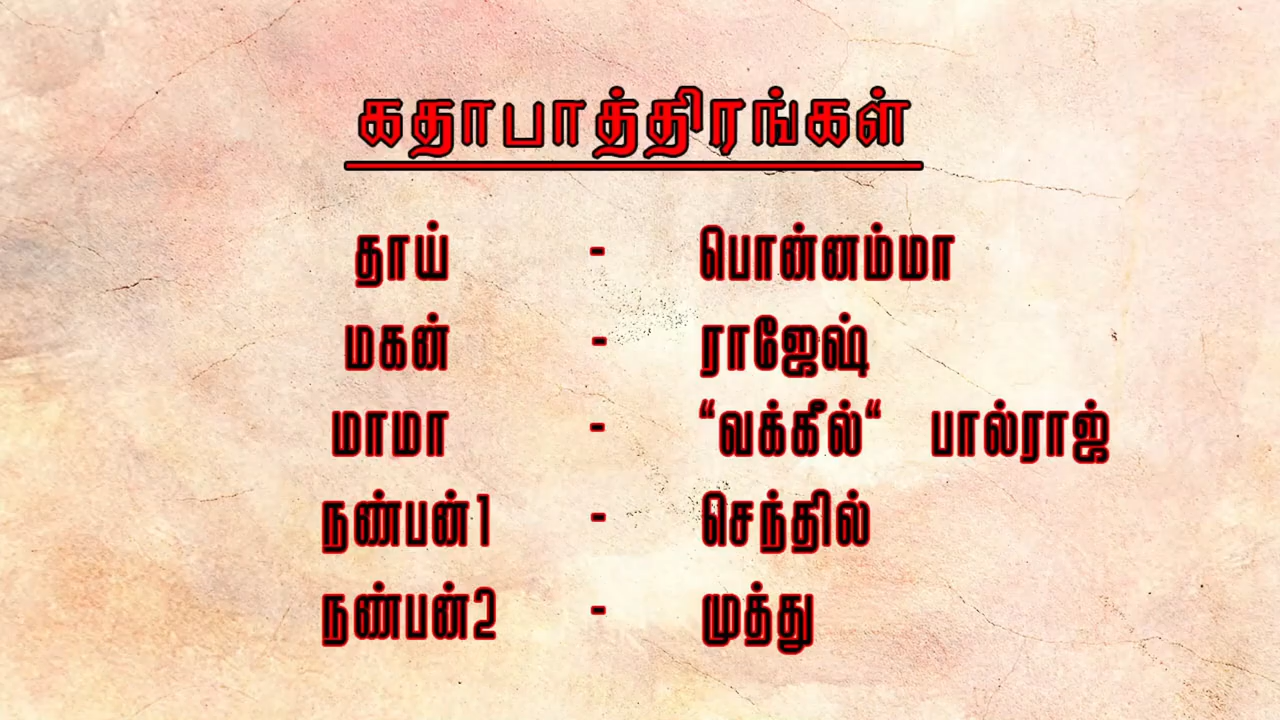 கதாபாத்திரங்கள்
தாய் - பொன்னம்மா
மகன் - ராஜேஷ்
மாமா - “வக்கீல்“ பால்ராஜ்
நண்பன்1 - செந்தில்
நண்பன்2 - முத்து